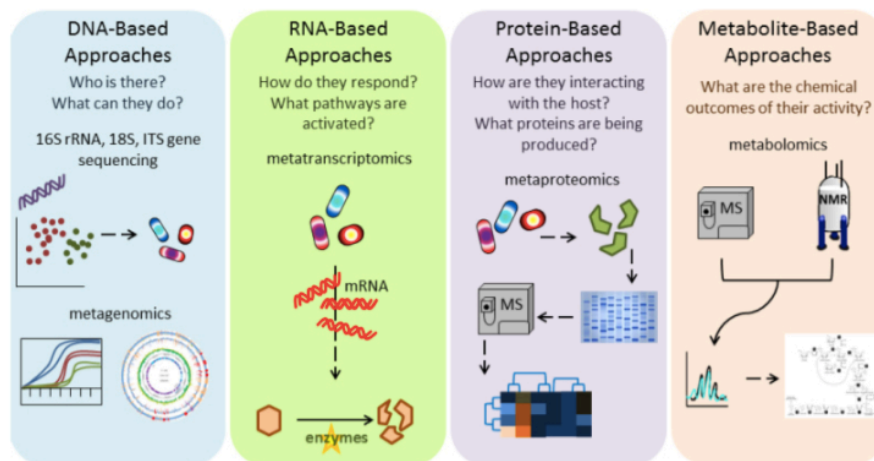 DNA-Based
Approaches
Who is there?
What can they do?
16S rRNA, 18S, ITS gene
sequencing
metagenomics
RNA-Based
Approaches
How do they respond?
What pathways are
activated?
metatranscriptomics
mRNA
enzymes
Protein-Based
Approaches
How are they interacting
with the host?
What proteins are being
produced?
metaproteomics
MS
Metabolite-Based
Approaches
What are the chemical
outcomes of their activity?
metabolomics
MS
NMR